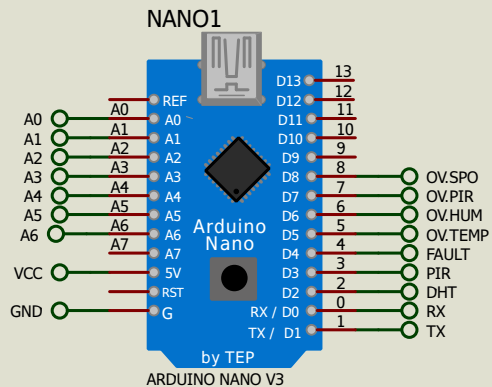 NANO1
D13 13
REF D12 12
A0 A0 A0 D11 11
A1 A1 A1 D10 10
A2 A2 A2 D9 9
A3 A3 A3 D8 8 OV.SPO
A4 A4 A4 D7 7 OV.PIR
A5 A5 A5 D6 6 OV.HUM
A6 A6 A6 D5 5 OV.TEMP
A7 A7 D4 4 FAULT
VCC 5V D3 3 PIR
RST D2 2 DHT
GND G RX / D0 0 RX
TX / D1 1 TX
Arduino
Nano
by TEP
ARDUINO NANO V3